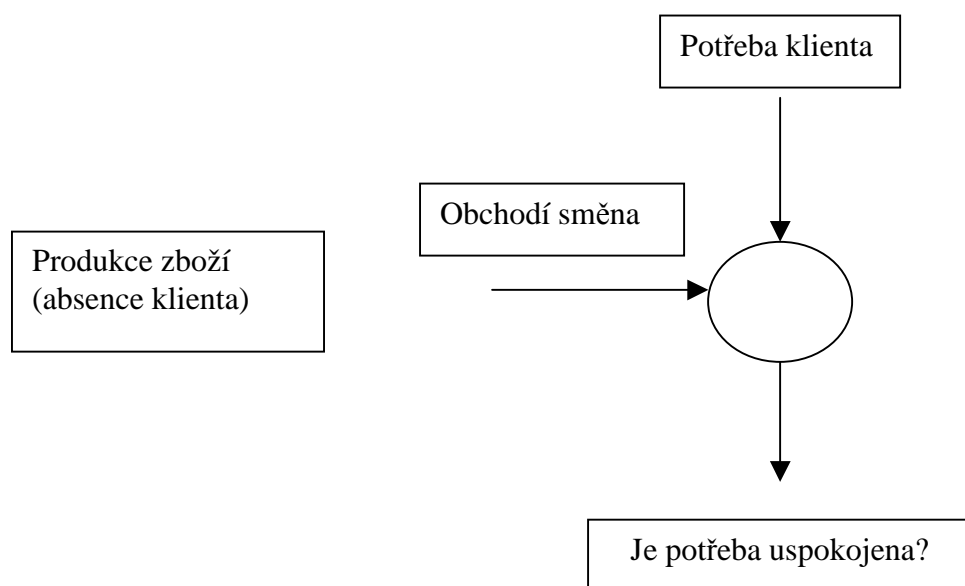 Potřeba klienta
Obchodí směna
Produkce zboží
(absence klienta)
Je potřeba uspokojena?